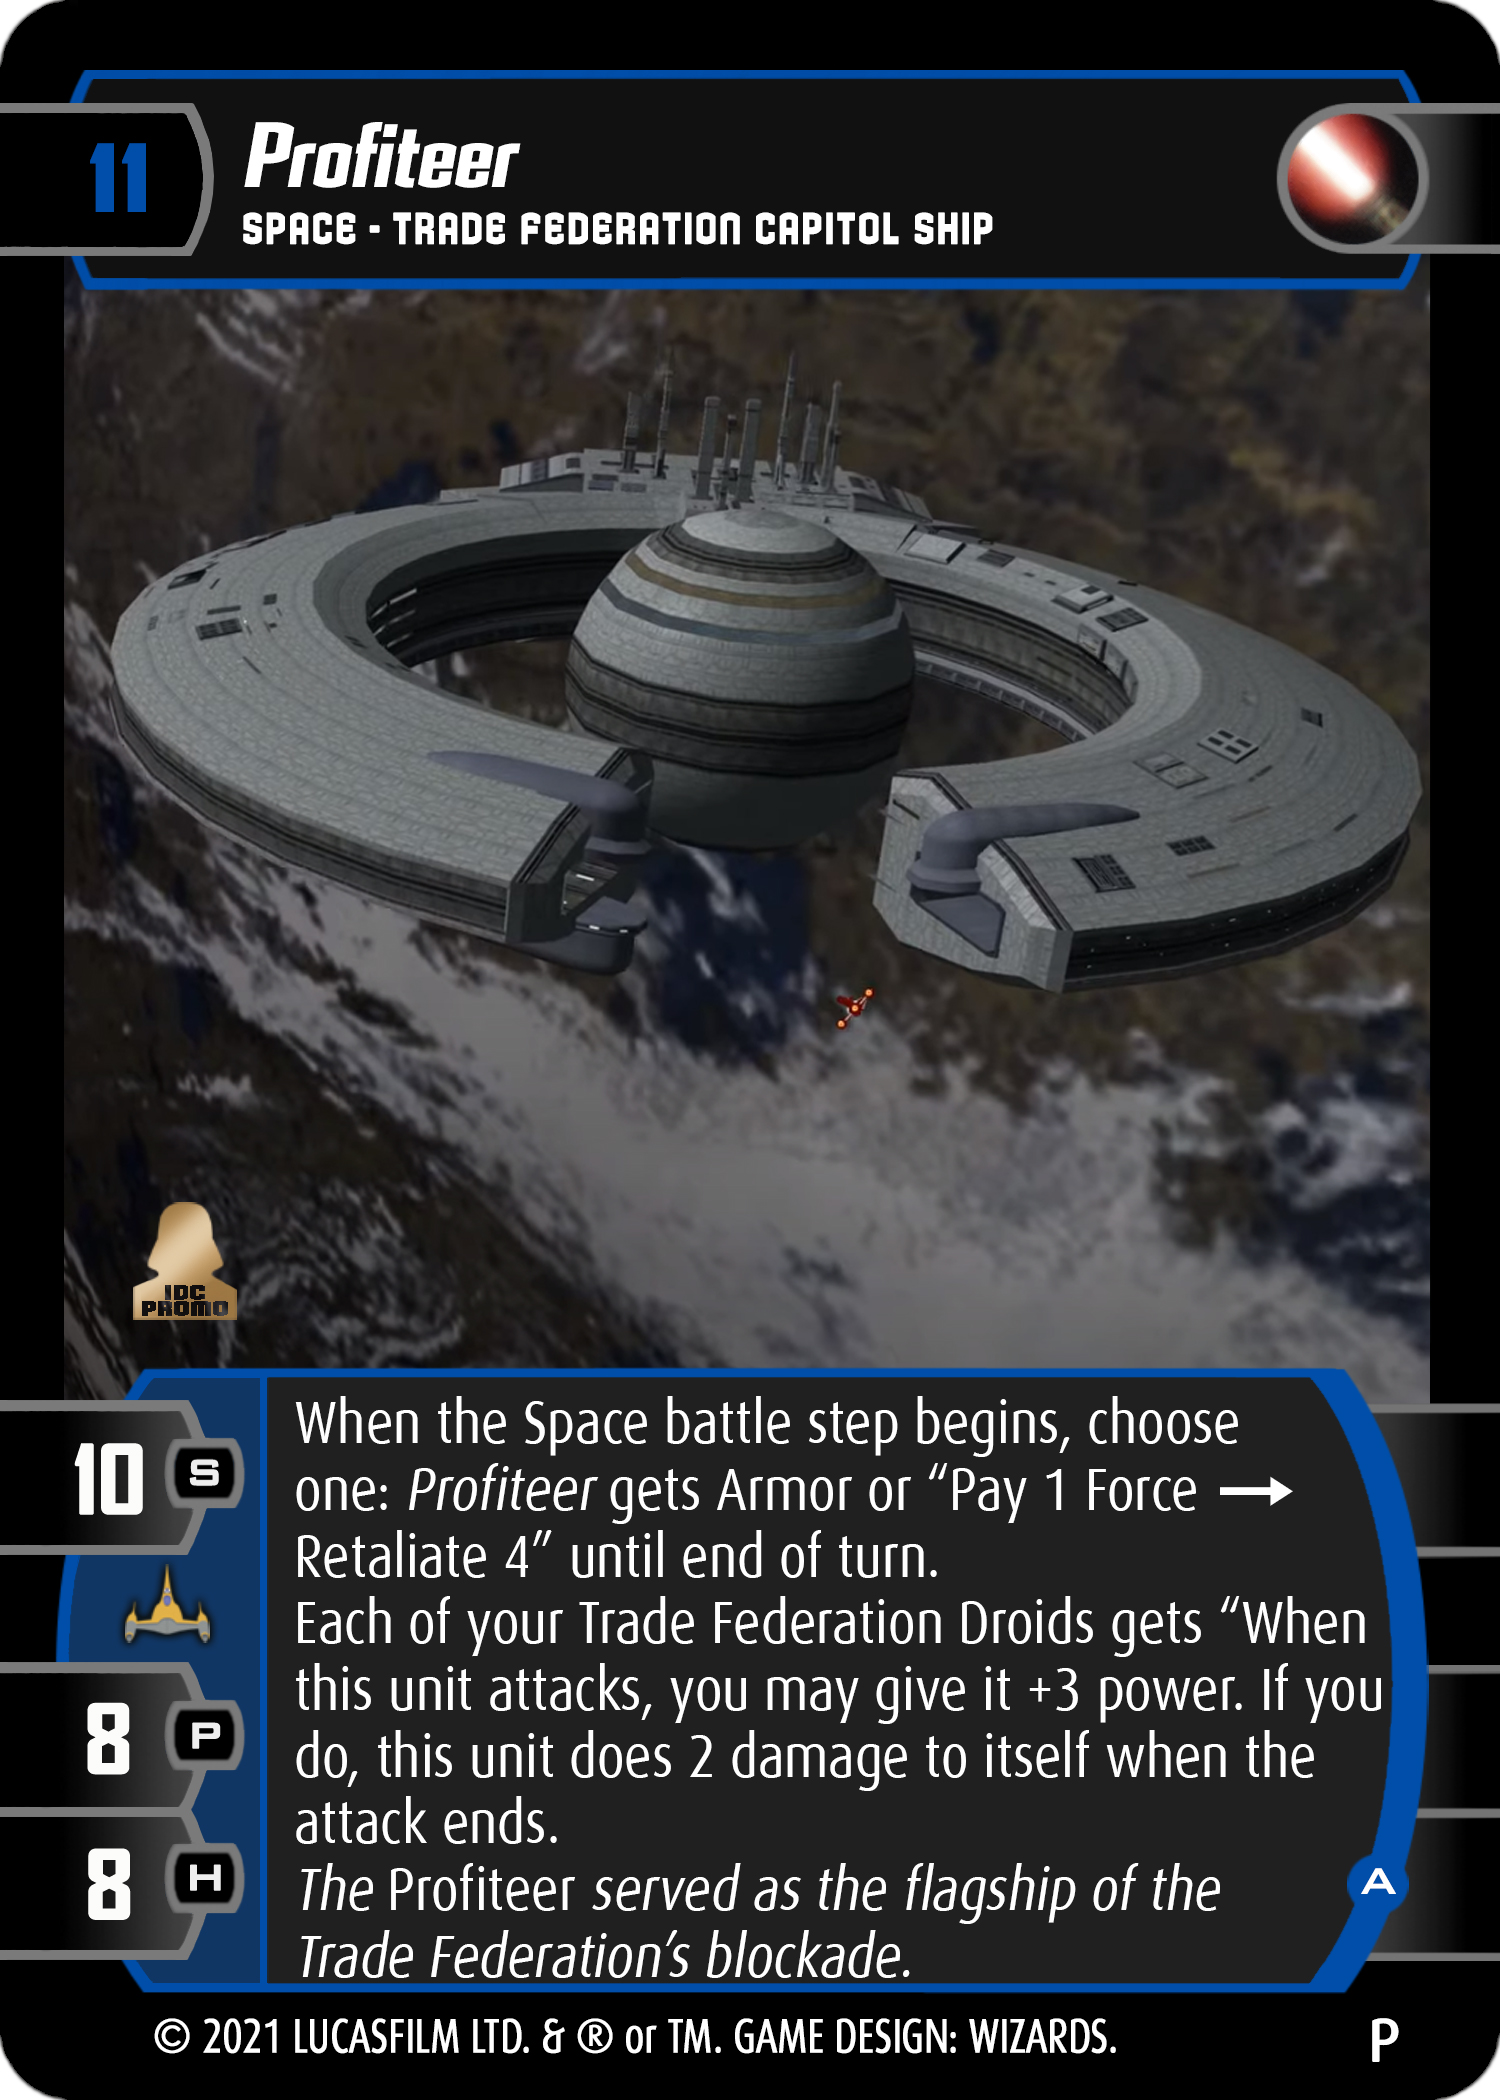 11
Profiteer
SPACE - TRADE FEDERATION CAPITOL SHIP
IDC
PROMO
10 S
8 P
8 H
When the Space battle step begins, choose
one: Profiteer gets Armor or “Pay 1 Force →
Retaliate 4” until end of turn.
Each of your Trade Federation Droids gets “When
this unit attacks, you may give it +3 power. If you
do, this unit does 2 damage to itself when the
attack ends.
The Profiteer served as the flagship of the
Trade Federation’s blockade.
A
© 2021 LUCASFILM LTD. & ® or TM. GAME DESIGN: WIZARDS.
P